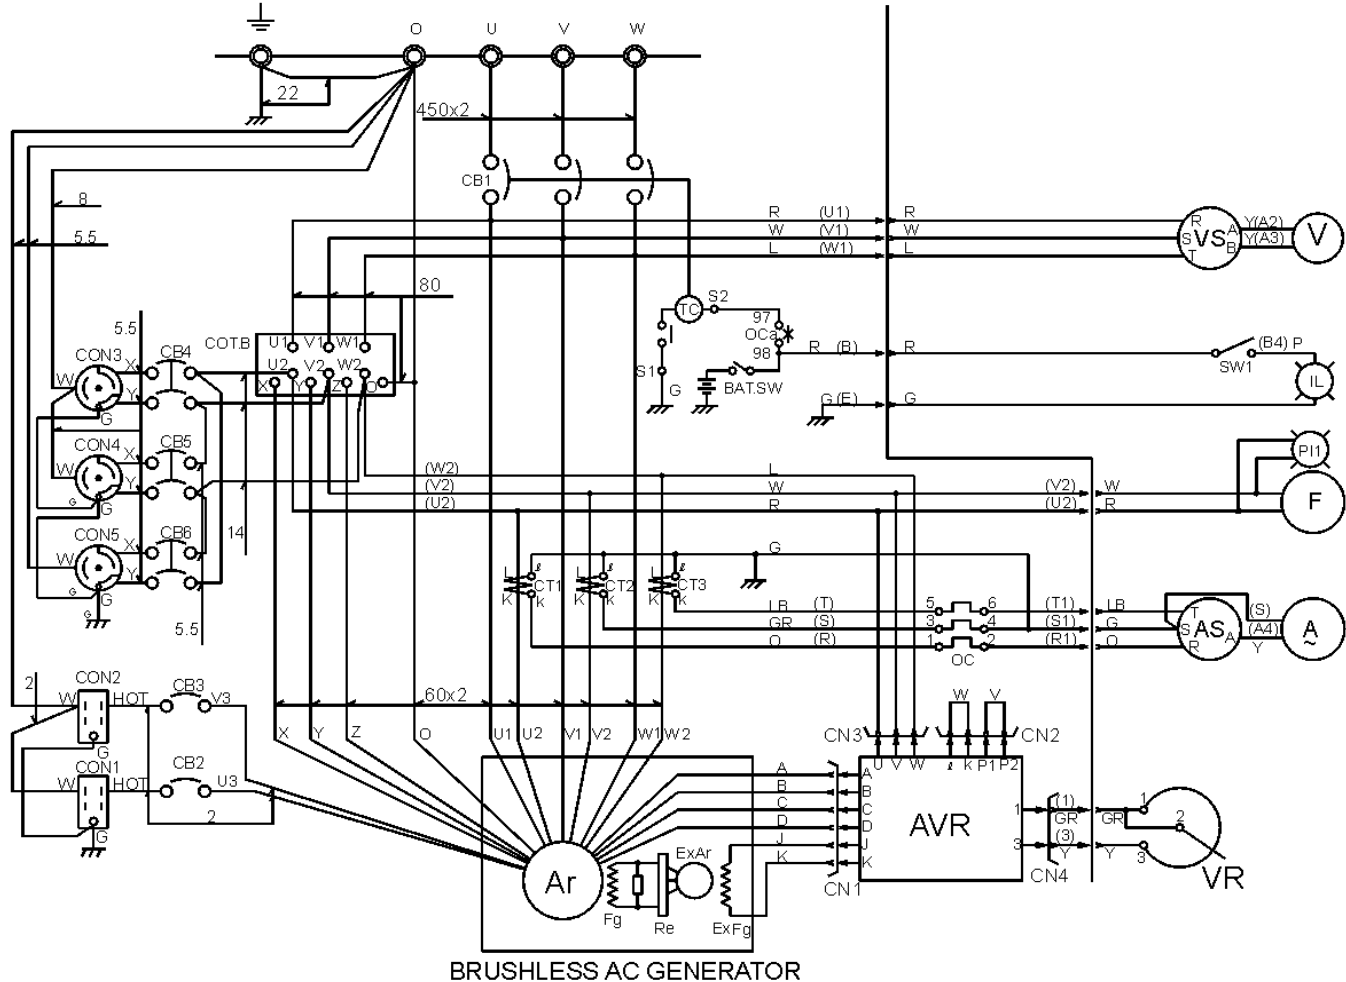 O U V W
22
450x2
CB1
8
5.5
R (U1) R
W (V1) W
L (W1) L
R
S VS A
T B
Y(A2)
Y(A3)
V
80
TC S2
97
OCa
98
S1
G
BAT.SW
R (B) R
G (E) G
SW1
(B4) P
IL
5.5
COT.B
U1 V1 W1
U2 V2 W2
X Y Z O
CON3 X CB4
W Y
G
CON4 X CB5
W Y
G G
CON5 X CB6
W Y
G G
G
14
5.5
(W2) L
(V2) W (V2) W
(U2) R (U2) R
PI1
F
G
L ℓ L ℓ L ℓ
CT1 CT2 CT3
K k K k K k
LB (T) 5 6 (T1) LB
GR (S) 3 4 (S1) G
O (R) 1 2 (R1) O
OC
T
S AS A
R
(S)
(A4)
Y
A
~
2
CON2
W HOT CB3 V3
G
CON1
W HOT CB2 U3
G
2
60x2
X Y Z O U1 U2 V1 V2 W1 W2
W V
CN3 CN2
U V W ℓ k P1 P2
A A
B B
C C
D D
J J
K K
CN1
AVR
1
3
(1)
GR
(3)
Y
CN4
GR
Y
1
2
3
VR
Ar
Fg
Re
ExAr
ExFg
BRUSHLESS AC GENERATOR